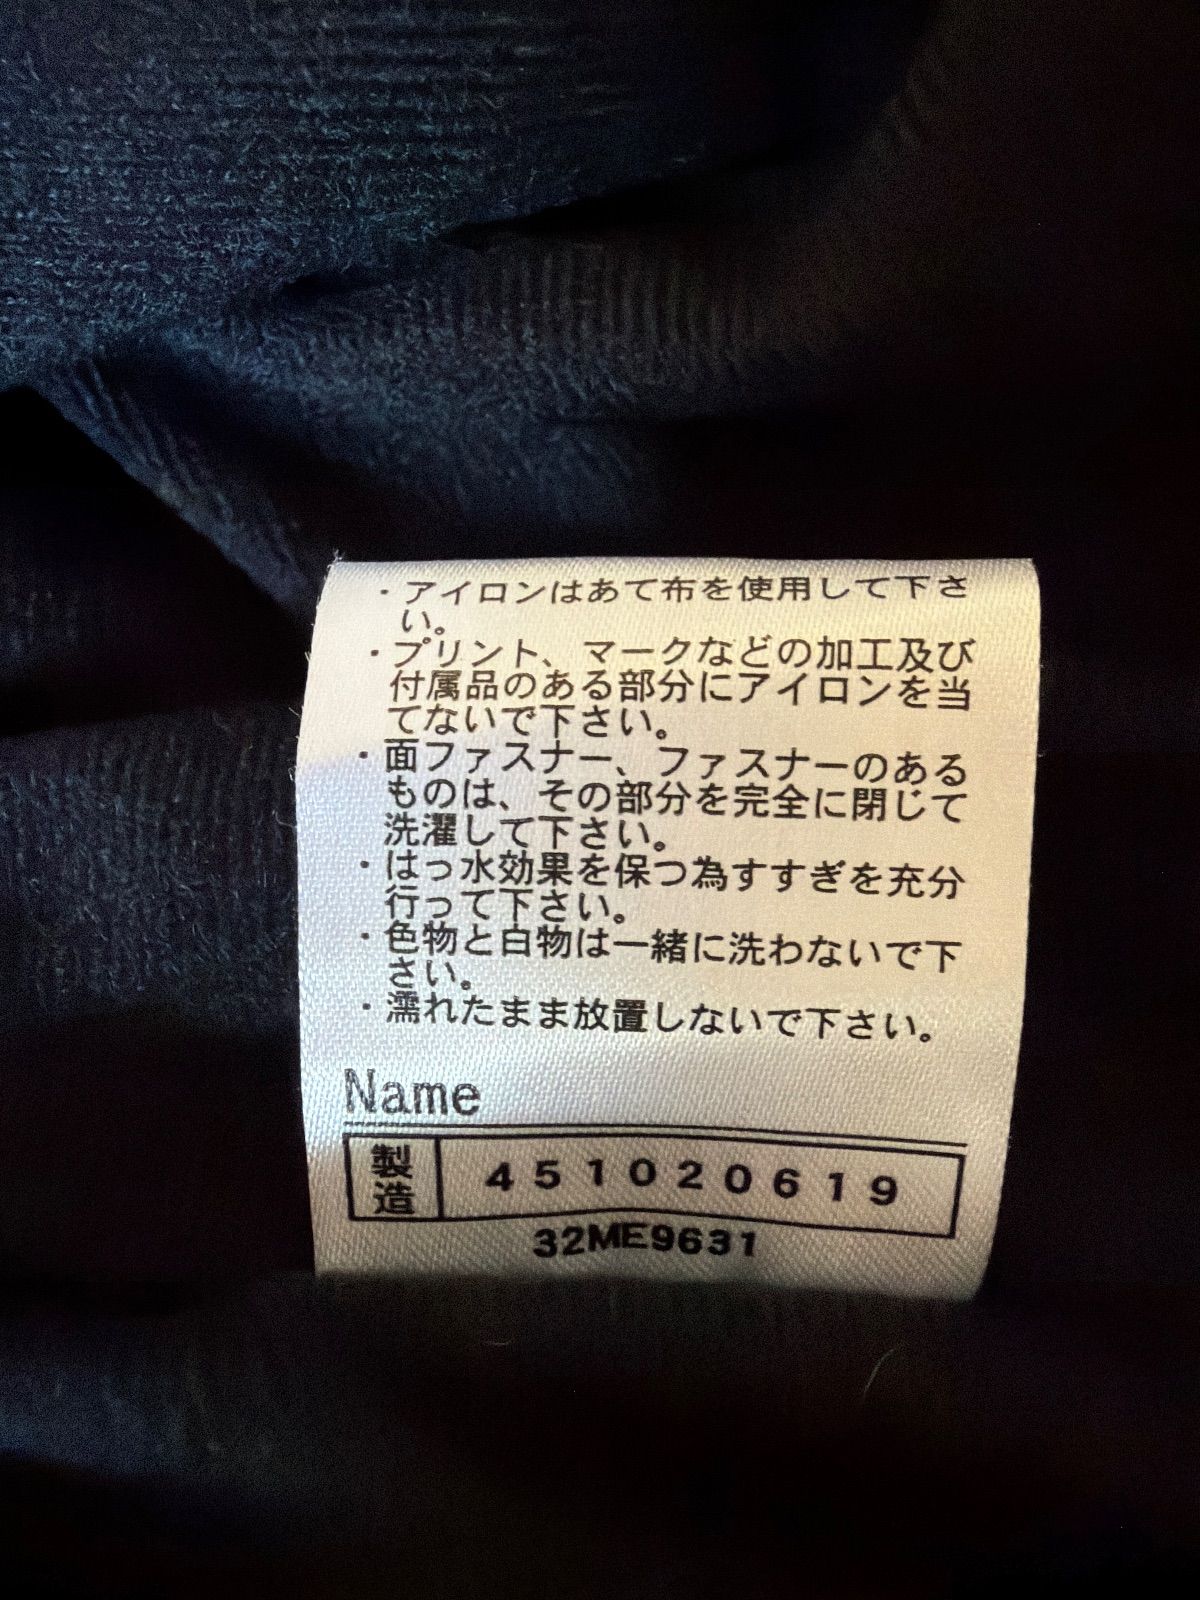 ・アイロンはあて布を使用して下さ
い。
・プリント、マークなどの加工及び
付属品のある部分にアイロンを当
てないで下さい。
・面ファスナー、ファスナーのある
ものは、その部分を完全に閉じて
洗濯して下さい。
・はっ水効果を保つ為すすぎを充分
行って下さい。
・色物と白物は一緒に洗わないで下
さい。
・濡れたまま放置しないで下さい。
Name
製造 451020619
32ME9631